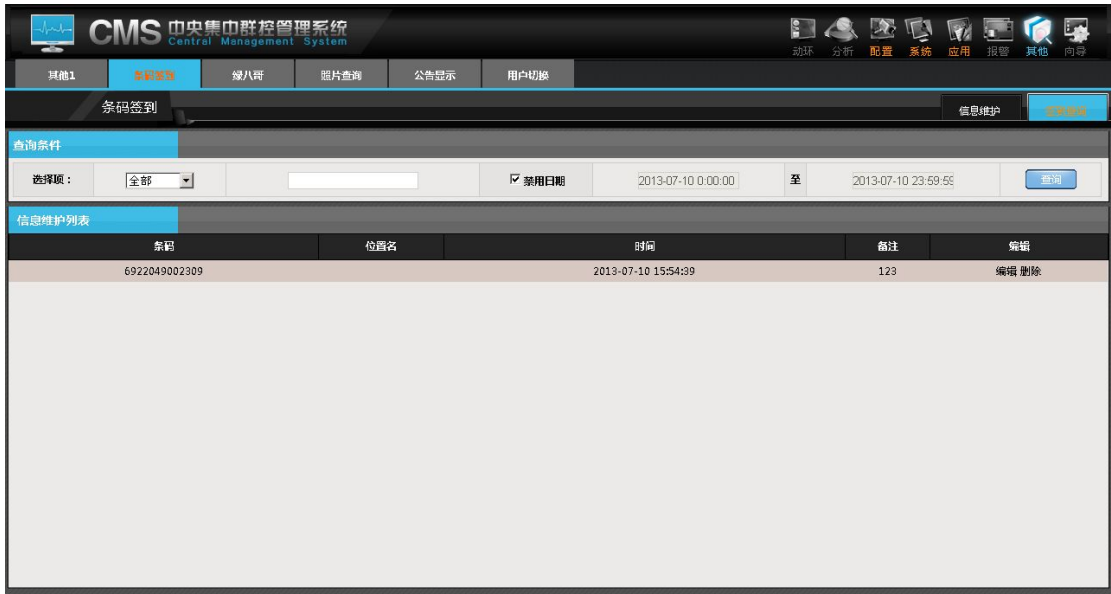 CMS 中央集中群控管理系统
Central Management System
动环 分析 配置 系统 应用 报警 其他 向导
其他1 条码签到 绿八哥 照片查询 公告显示 用户切换
条码签到 信息维护
查询条件
选择项： 全部 禁用日期 2013-07-10 0:00:00 至 2013-07-10 23:59:59 查询
信息维护列表
条码 位置名 时间 备注 编辑
6922049002309 2013-07-10 15:54:39 123 编辑 删除